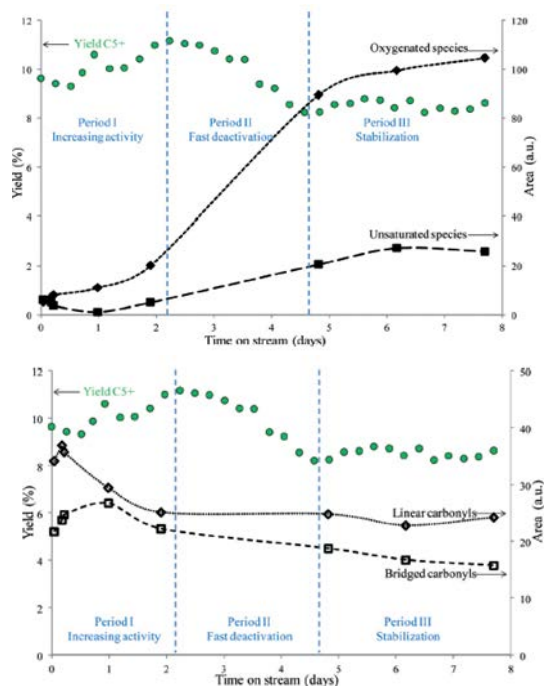 12
10
8
6
4
2
0
Yield (%)
Yield C5+
Oxygenated species
120
100
80
60
40
20
0
Area (a.u.)
Period I
Increasing activity
Period II
Fast deactivation
Period III
Stabilization
Unsaturated species
0 1 2 3 4 5 6 7 8
Time on stream (days)
12
10
8
6
4
2
0
Yield (%)
Yield C5+
50
40
30
20
10
0
Area (a.u.)
Linear carbonyls
Bridged carbonyls
Period I
Increasing activity
Period II
Fast deactivation
Period III
Stabilization
0 1 2 3 4 5 6 7 8
Time on stream (days)